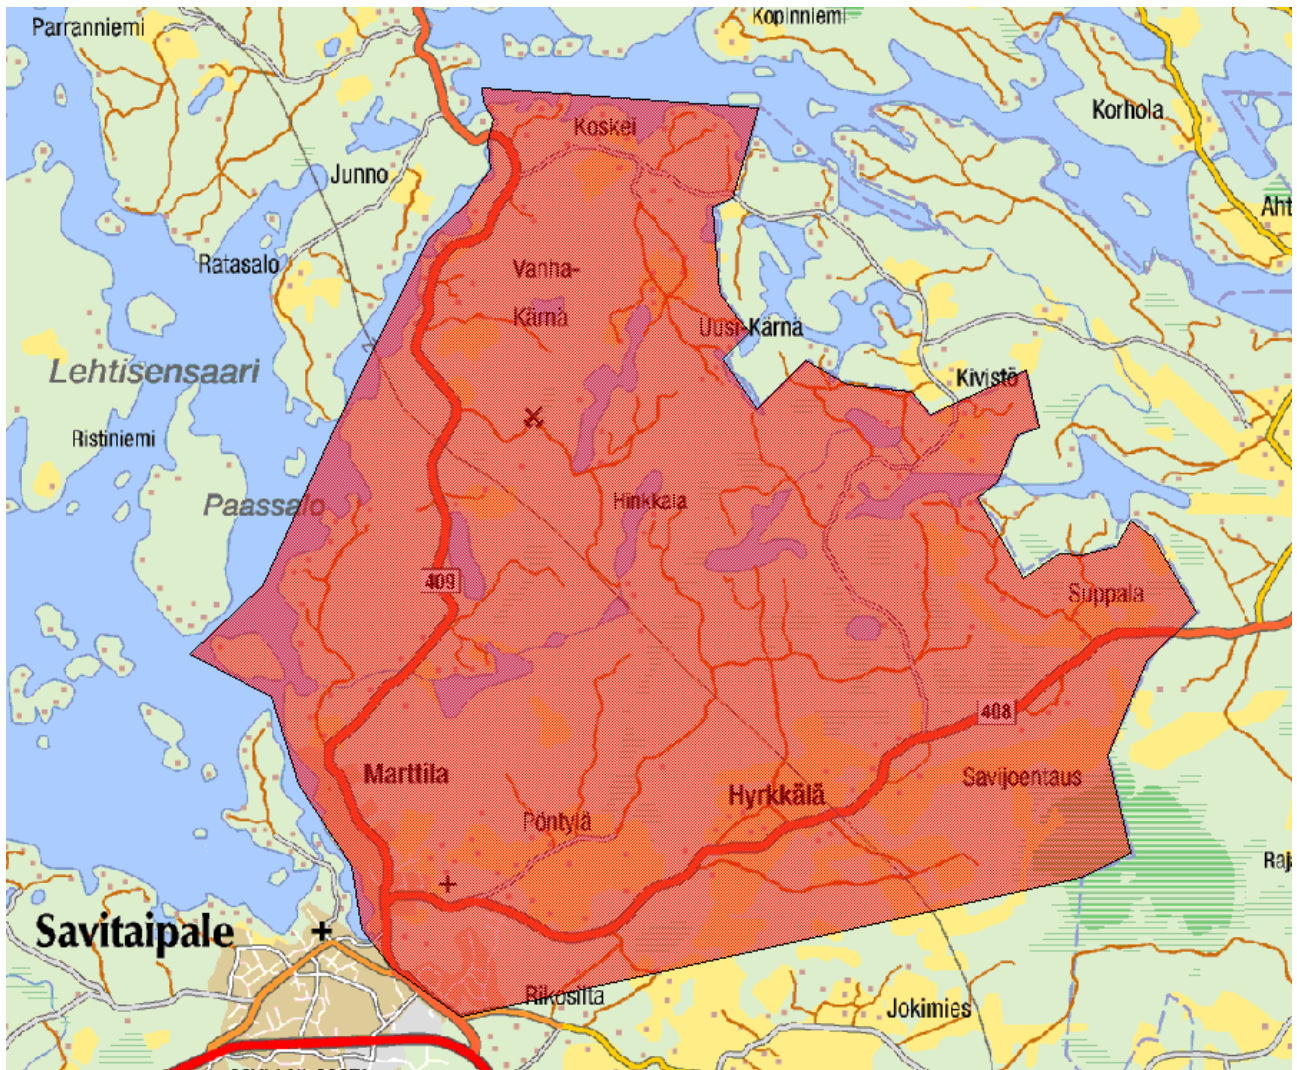 Kopinniemi
Parranniemi
Korhola
Koskei
Junno
Ratasalo
Vanha-
Kärnä
Uusi-Kärnä
Lehtisensaari
Kivistö
Ristiniemi
Paassalo
Hinkkala
409
Suppala
408
Marttila
Hyrkkälä
Savijoentaus
Pöntylä
Savitaipale
Rikosilta
Jokimies